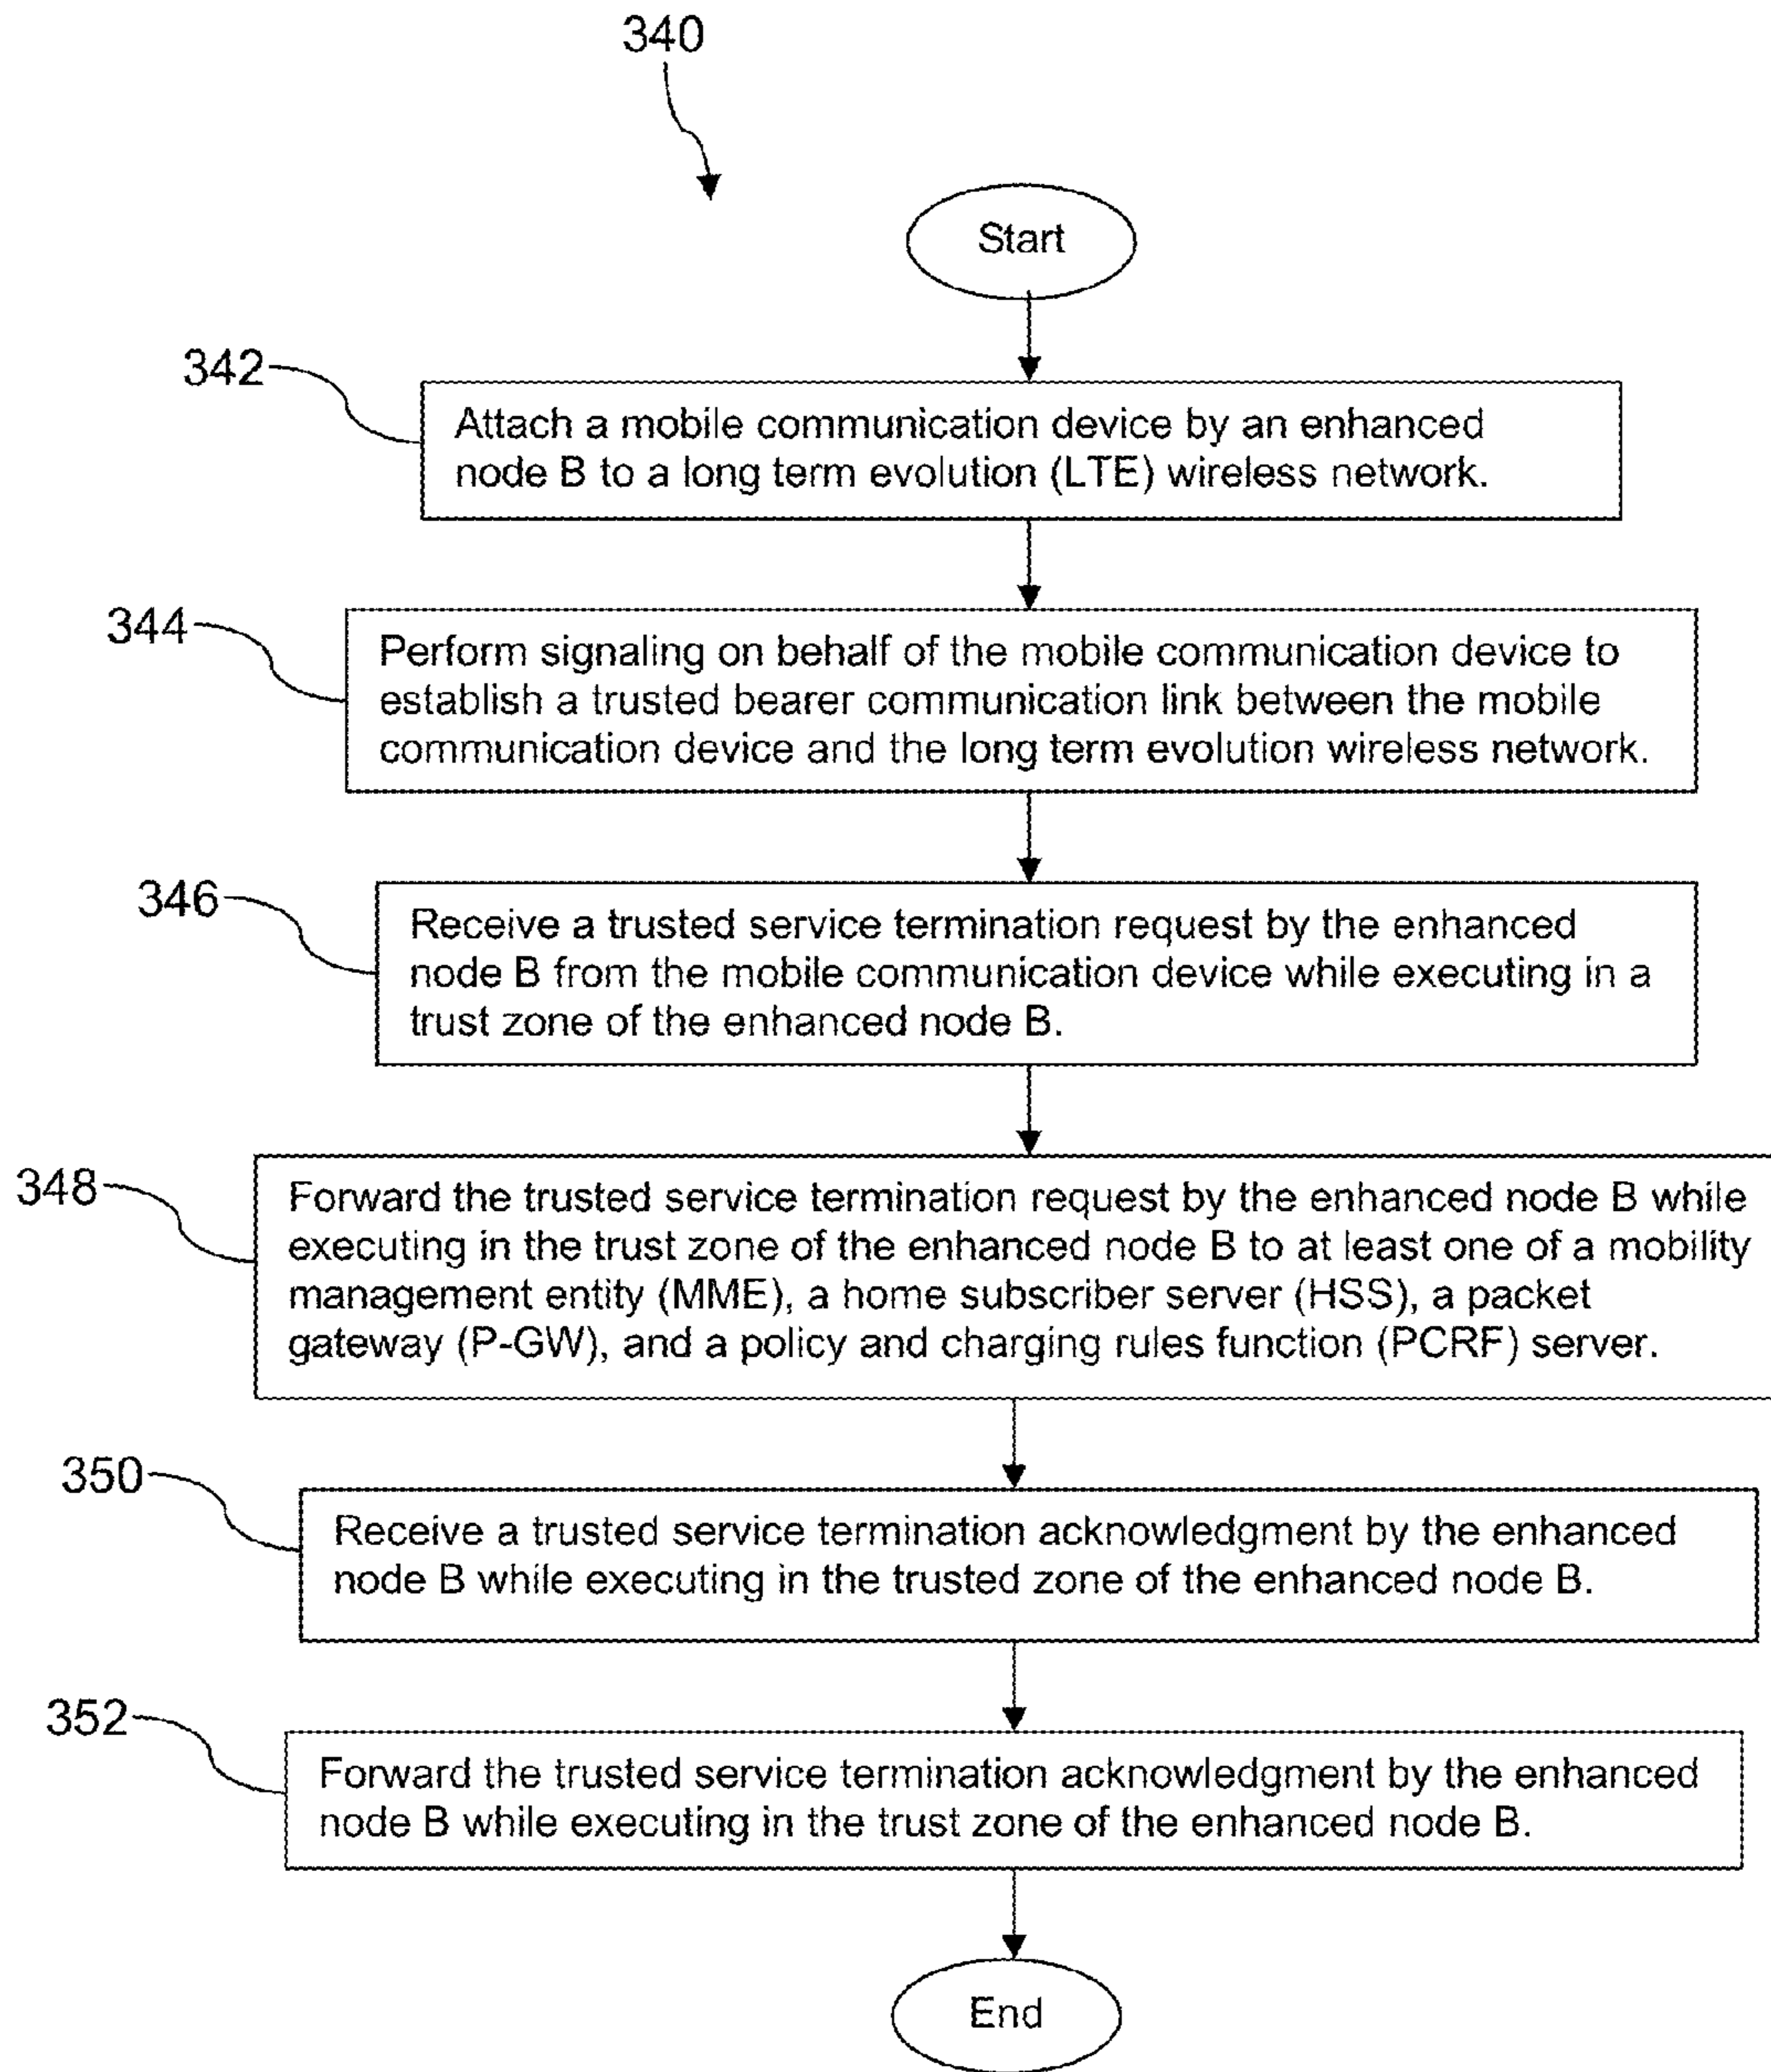 340
Start
342
Attach a mobile communication device by an enhanced
node B to a long term evolution (LTE) wireless network.
344
Perform signaling on behalf of the mobile communication device to
establish a trusted bearer communication link between the mobile
communication device and the long term evolution wireless network.
346
Receive a trusted service termination request by the enhanced
node B from the mobile communication device while executing in a
trust zone of the enhanced node B.
348
Forward the trusted service termination request by the enhanced node B while
executing in the trust zone of the enhanced node B to at least one of a mobility
management entity (MME), a home subscriber server (HSS), a packet
gateway (P-GW), and a policy and charging rules function (PCRF) server.
350
Receive a trusted service termination acknowledgment by the enhanced
node B while executing in the trusted zone of the enhanced node B.
352
Forward the trusted service termination acknowledgment by the enhanced
node B while executing in the trust zone of the enhanced node B.
End